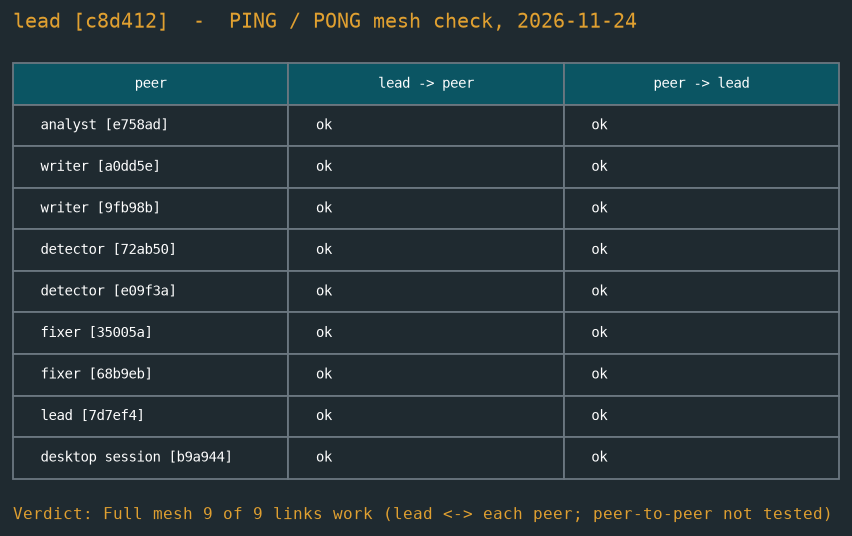 lead [c8d412]  -  PING / PONG mesh check, 2026-11-24
peer lead -> peer peer -> lead
analyst [e758ad] ok ok
writer [a0dd5e] ok ok
writer [9fb98b] ok ok
detector [72ab50] ok ok
detector [e09f3a] ok ok
fixer [35005a] ok ok
fixer [68b9eb] ok ok
lead [7d7ef4] ok ok
desktop session [b9a944] ok ok
Verdict: Full mesh 9 of 9 links work (lead <-> each peer; peer-to-peer not tested)